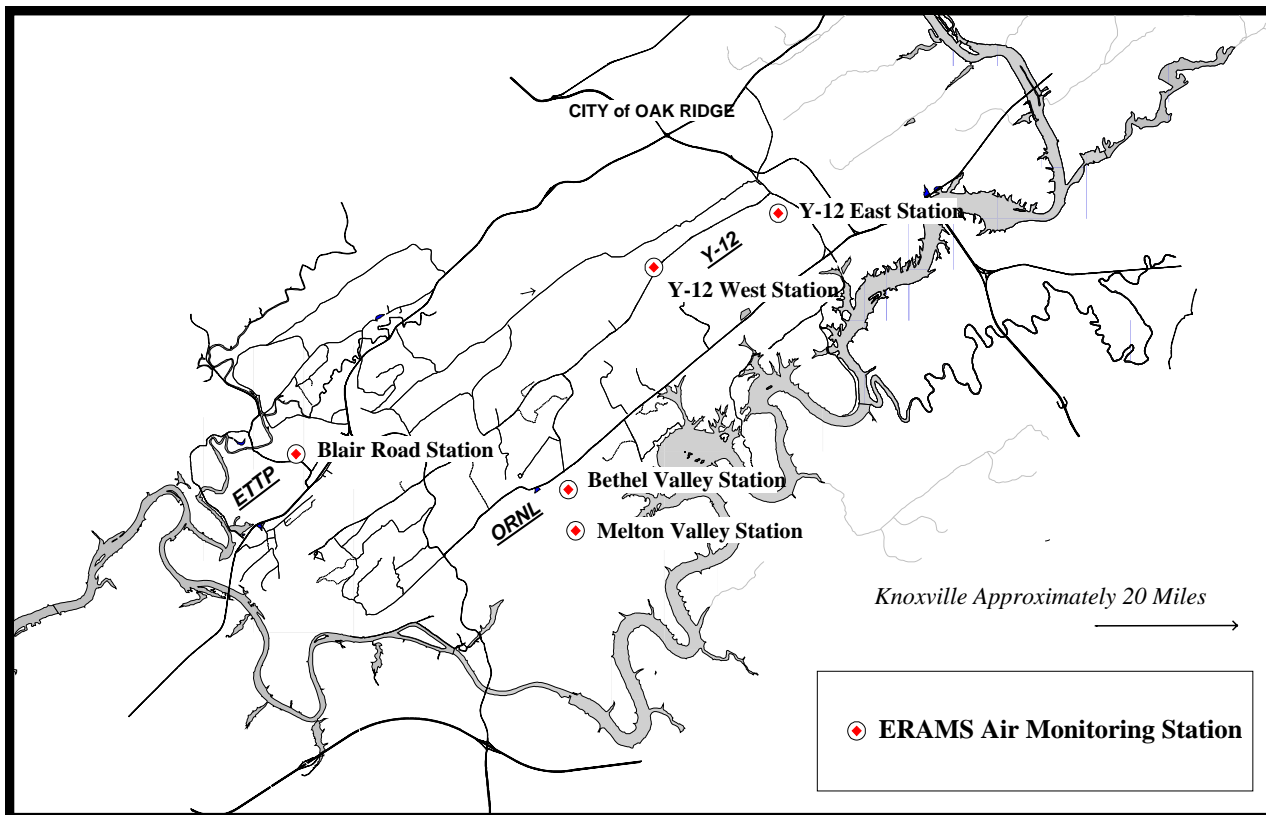 CITY of OAK RIDGE
Y-12 East Station
Y-12
Y-12 West Station
Blair Road Station
ETTP
Bethel Valley Station
ORNL
Melton Valley Station
Knoxville Approximately 20 Miles
ERAMS Air Monitoring Station